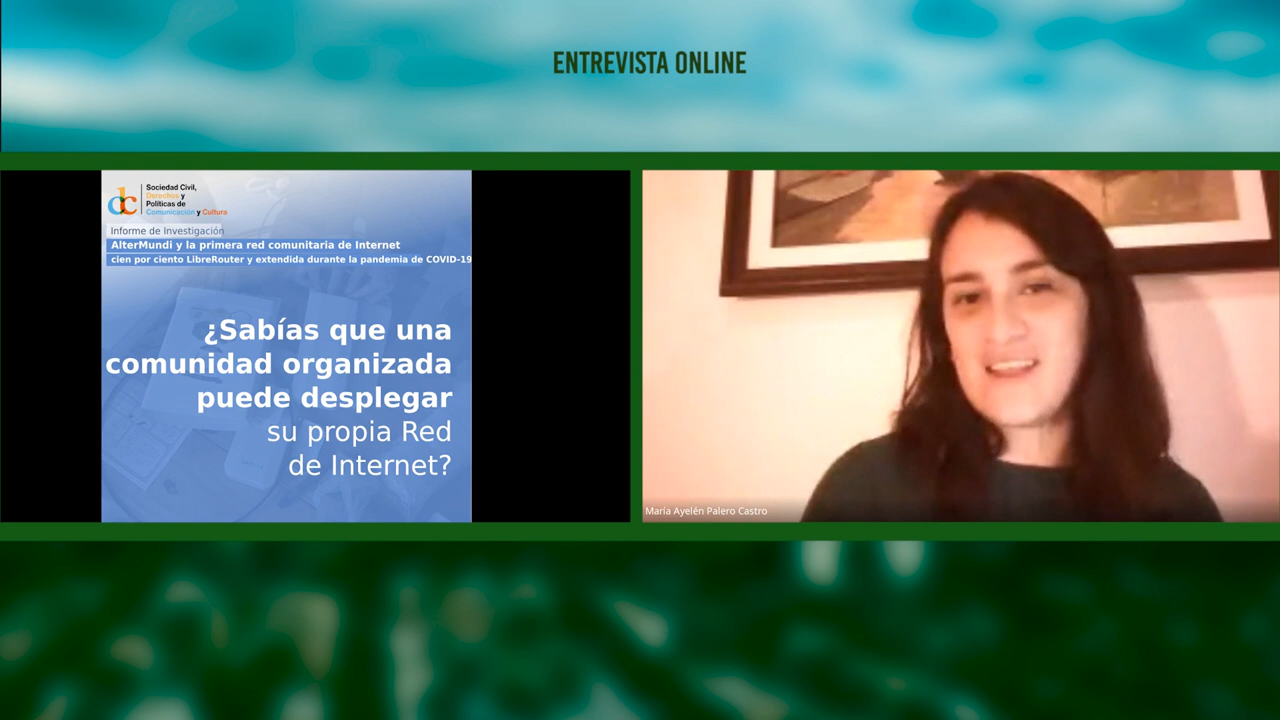 ENTREVISTA ONLINE
dc
Sociedad Civil,
Derechos y
Políticas de
Comunicación y Cultura
Informe de Investigación
AlterMundi y la primera red comunitaria de Internet
cien por ciento LibreRouter y extendida durante la pandemia de COVID-19
¿Sabías que una
comunidad organizada
puede desplegar
su propia Red
de Internet?
María Ayelén Palero Castro